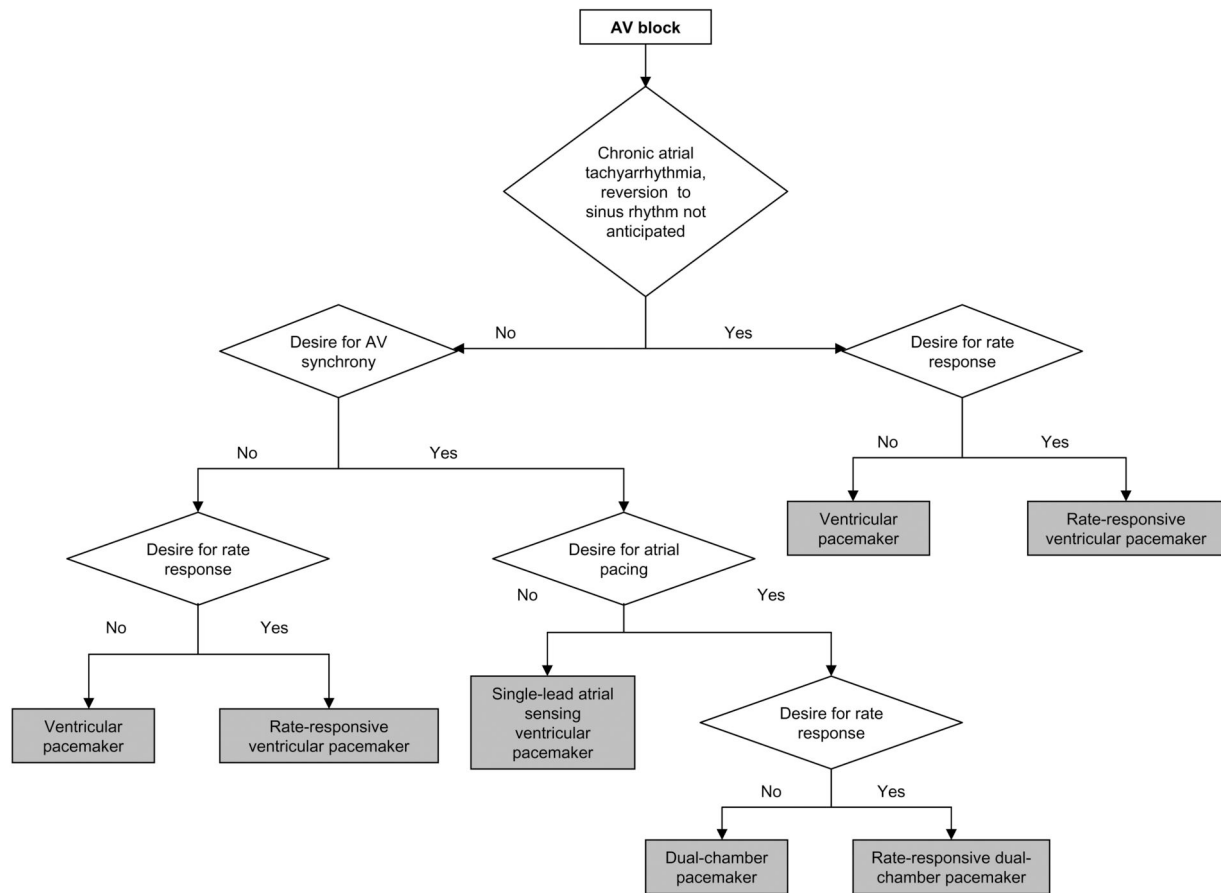 AV block
Chronic atrial
tachyarrhythmia,
reversion to
sinus rhythm not
anticipated
No
Yes
Desire for AV
synchrony
Desire for rate
response
No
Yes
No
Yes
Ventricular
pacemaker
Rate-responsive
ventricular pacemaker
Desire for rate
response
Desire for atrial
pacing
No
Yes
No
Yes
Ventricular
pacemaker
Rate-responsive
ventricular pacemaker
Single-lead atrial
sensing
ventricular
pacemaker
Desire for rate
response
No
Yes
Dual-chamber
pacemaker
Rate-responsive dual-
chamber pacemaker